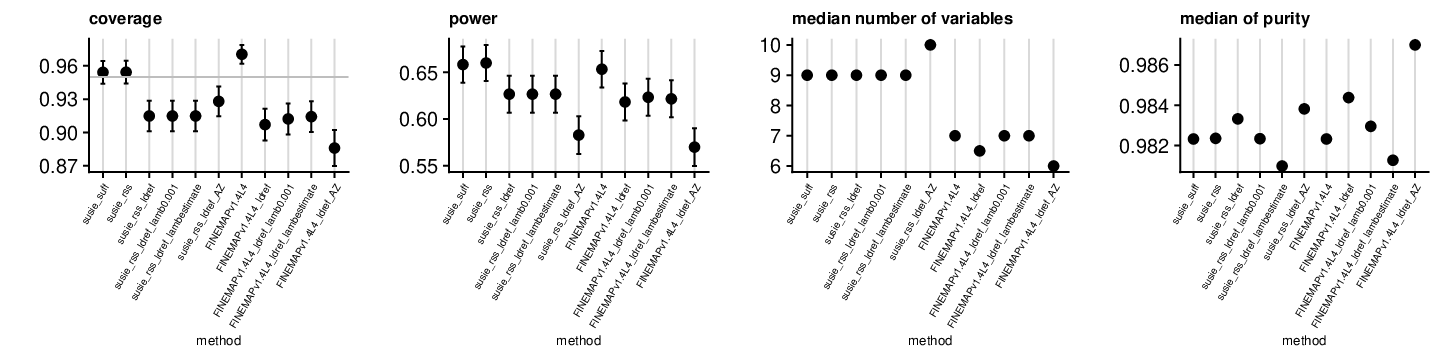 coverage
0.96
0.93
0.90
0.87
susie_suff
susie_rss
susie_rss_ldref
susie_rss_ldref_lamb0.001
susie_rss_ldref_lambestimate
susie_rss_ldref_AZ
FINEMAPv1.4L4
FINEMAPv1.4L4_ldref
FINEMAPv1.4L4_ldref_lamb0.001
FINEMAPv1.4L4_ldref_lambestimate
FINEMAPv1.4L4_ldref_AZ
method
power
0.65
0.60
0.55
susie_suff
susie_rss
susie_rss_ldref
susie_rss_ldref_lamb0.001
susie_rss_ldref_lambestimate
susie_rss_ldref_AZ
FINEMAPv1.4L4
FINEMAPv1.4L4_ldref
FINEMAPv1.4L4_ldref_lamb0.001
FINEMAPv1.4L4_ldref_lambestimate
FINEMAPv1.4L4_ldref_AZ
method
median number of variables
10
9
8
7
6
susie_suff
susie_rss
susie_rss_ldref
susie_rss_ldref_lamb0.001
susie_rss_ldref_lambestimate
susie_rss_ldref_AZ
FINEMAPv1.4L4
FINEMAPv1.4L4_ldref
FINEMAPv1.4L4_ldref_lamb0.001
FINEMAPv1.4L4_ldref_lambestimate
FINEMAPv1.4L4_ldref_AZ
method
median of purity
0.986
0.984
0.982
susie_suff
susie_rss
susie_rss_ldref
susie_rss_ldref_lamb0.001
susie_rss_ldref_lambestimate
susie_rss_ldref_AZ
FINEMAPv1.4L4
FINEMAPv1.4L4_ldref
FINEMAPv1.4L4_ldref_lamb0.001
FINEMAPv1.4L4_ldref_lambestimate
FINEMAPv1.4L4_ldref_AZ
method